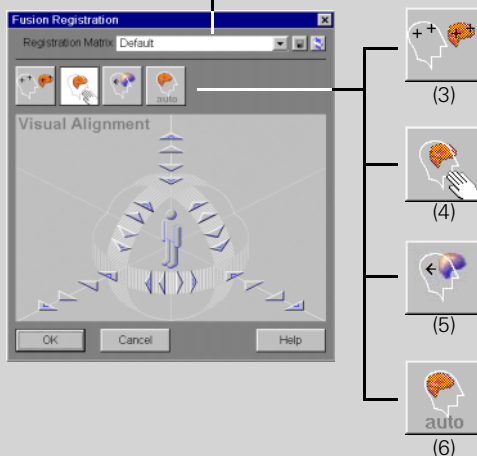 Fusion Registration
Registration Matrix Default
auto
Visual Alignment
OK Cancel Help
(3)
(4)
(5)
auto
(6)